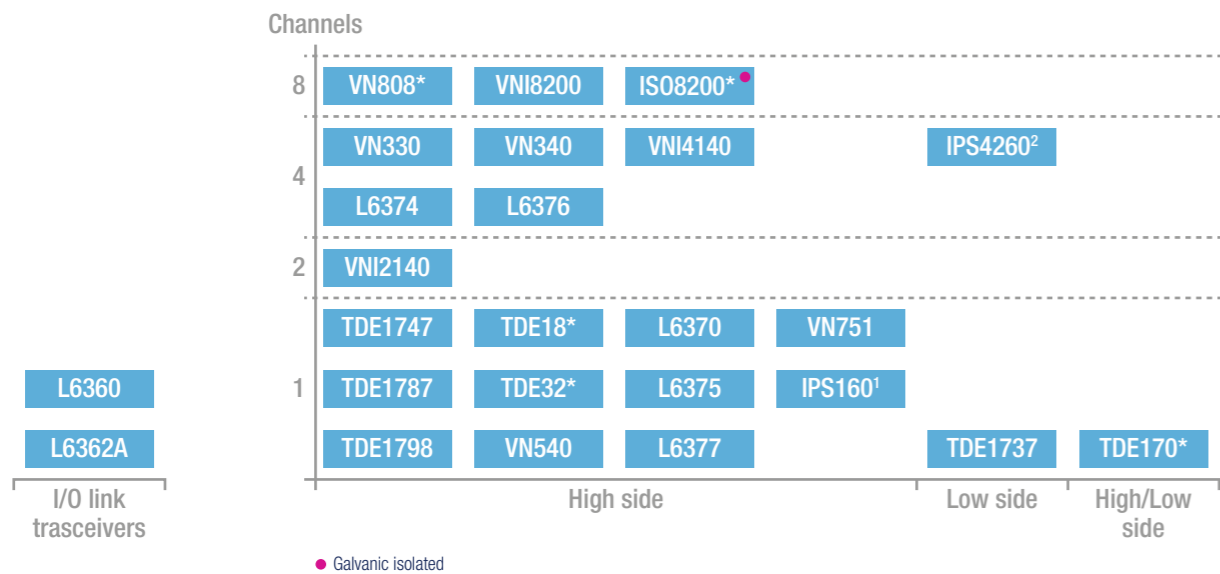 Channels
8
VN808*
VNI8200
ISO8200*
4
VN330
VN340
VNI4140
IPS4260²
L6374
L6376
2
VNI2140
1
TDE1747
TDE18*
L6370
VN751
L6360
TDE1787
TDE32*
L6375
IPS160¹
L6362A
TDE1798
VN540
L6377
TDE1737
TDE170*
I/O link
trasceivers
High side
Low side
High/Low
side
Galvanic isolated